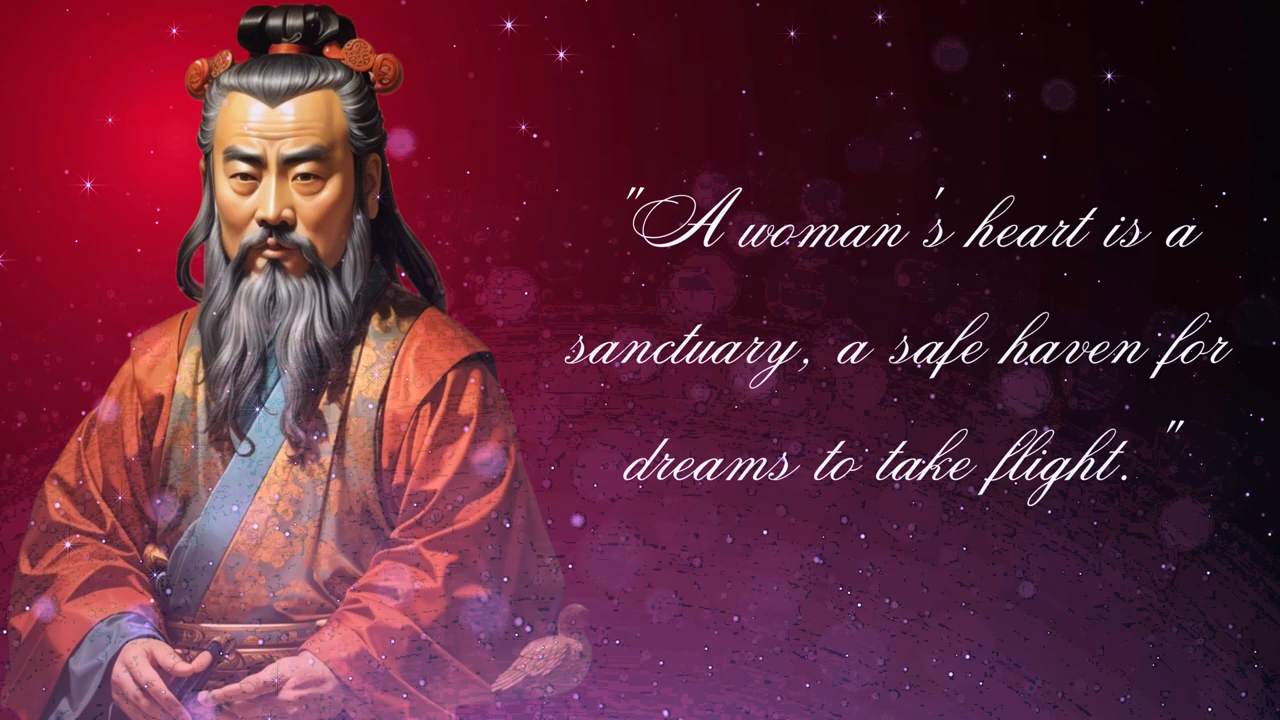 "A woman's heart is a
sanctuary, a safe haven for
dreams to take flight."